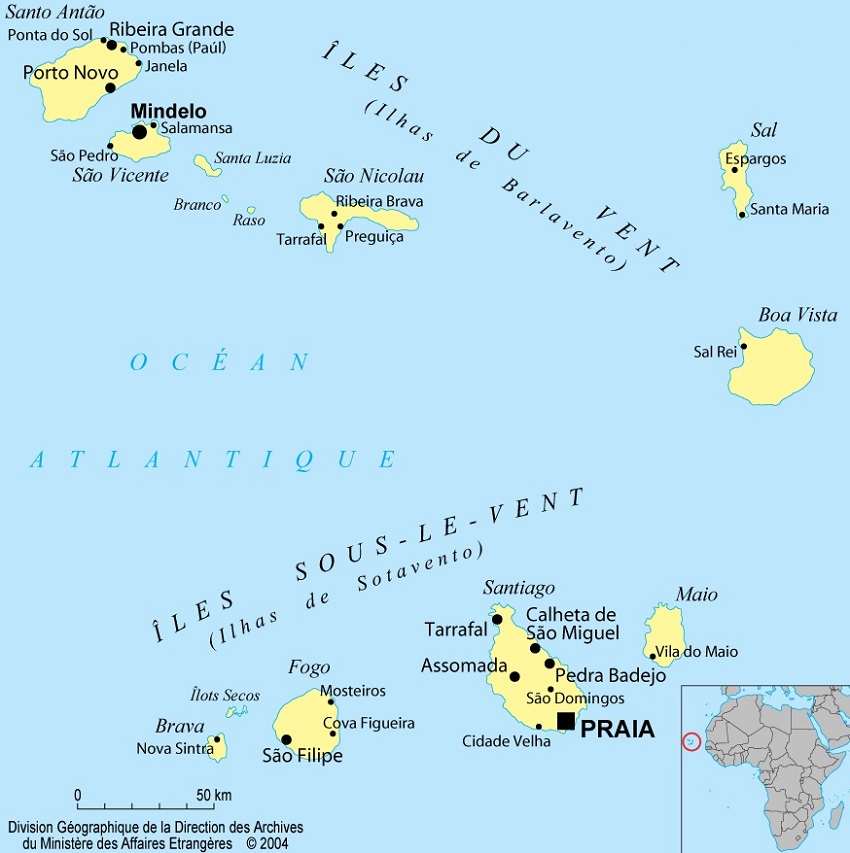 Santo Antão
Ponta do Sol
Ribeira Grande
Pombas (Paúl)
Janela
Porto Novo
Mindelo
Salamansa
São Pedro
São Vicente
Santa Luzia
Branco
Raso
São Nicolau
Ribeira Brava
Tarrafal
Preguiça
ÎLES DU VENT
(Ilhas de Barlavento)
Sal
Espargos
Santa Maria
Boa Vista
Sal Rei
OCÉAN
ATLANTIQUE
ÎLES SOUS-LE-VENT
(Ilhas de Sotavento)
Santiago
Tarrafal
Calheta de
São Miguel
Assomada
Pedra Badejo
São Domingos
PRAIA
Cidade Velha
Maio
Vila do Maio
Fogo
Mosteiros
Cova Figueira
São Filipe
Îlots Secos
Brava
Nova Sintra
0 50 km
Division Géographique de la Direction des Archives
du Ministère des Affaires Etrangères © 2004